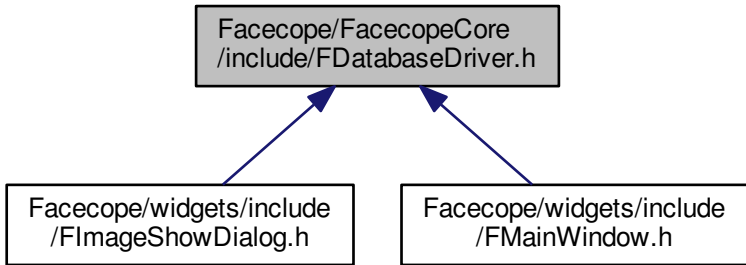 Facecope/FacecopeCore
/include/FDatabaseDriver.h
Facecope/widgets/include
/FImageShowDialog.h
Facecope/widgets/include
/FMainWindow.h